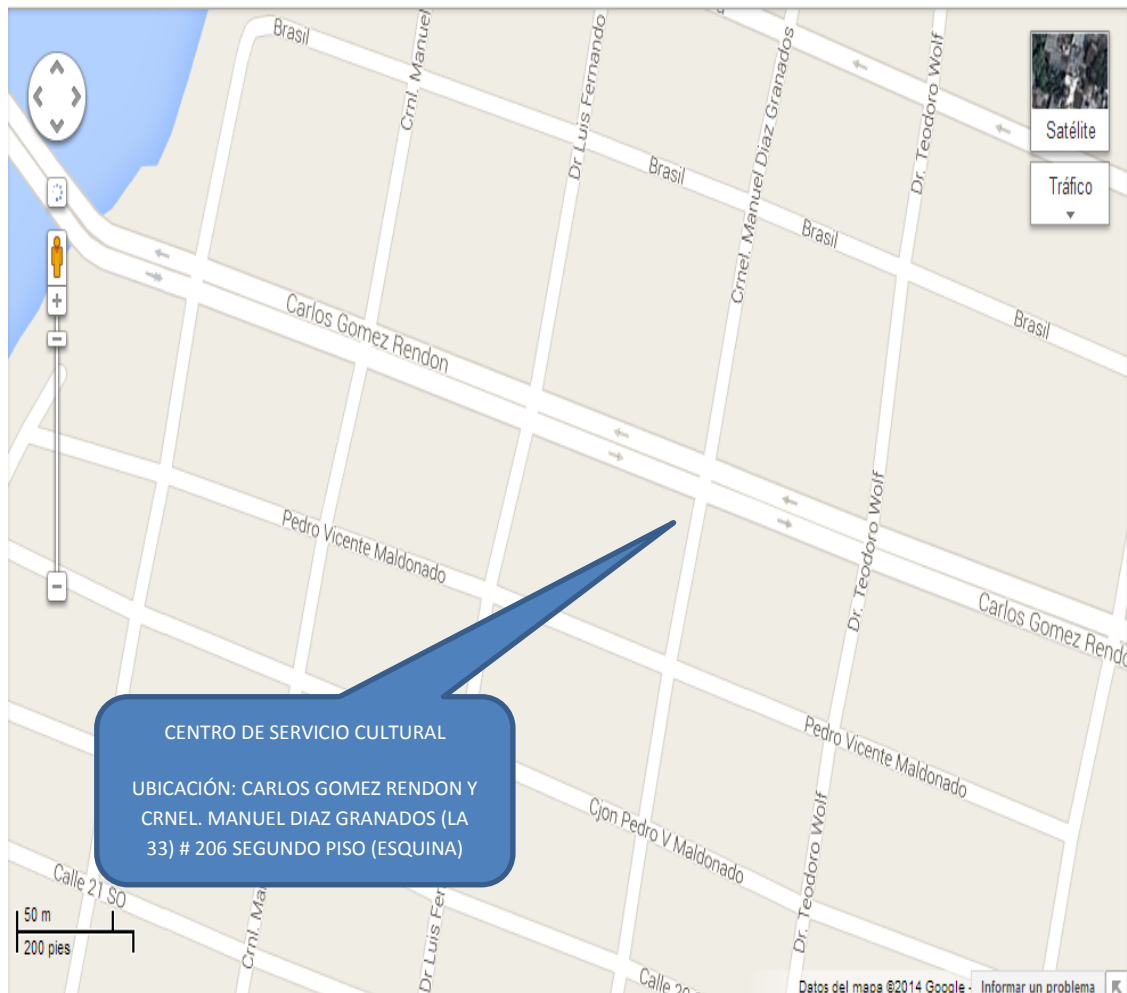 Brasil
Crnl. Manuel
Dr Luis Fernando
Crnel. Manuel Diaz Granados
Dr. Teodoro Wolf
Satélite
Tráfico
Brasil
Brasil
Brasil
Carlos Gomez Rendon
Pedro Vicente Maldonado
Dr. Teodoro Wolf
Carlos Gomez Rendo
CENTRO DE SERVICIO CULTURAL
UBICACIÓN: CARLOS GOMEZ RENDON Y
CRNEL. MANUEL DIAZ GRANADOS (LA
33) # 206 SEGUNDO PISO (ESQUINA)
Pedro Vicente Maldonado
Cjon Pedro V Maldonado
Dr. Teodoro Wolf
Calle 21 SO
Crnl. Ma
Dr Luis Fer
50 m
200 pies
Calle
Datos del mapa ©2014 Google -
Informar un problema